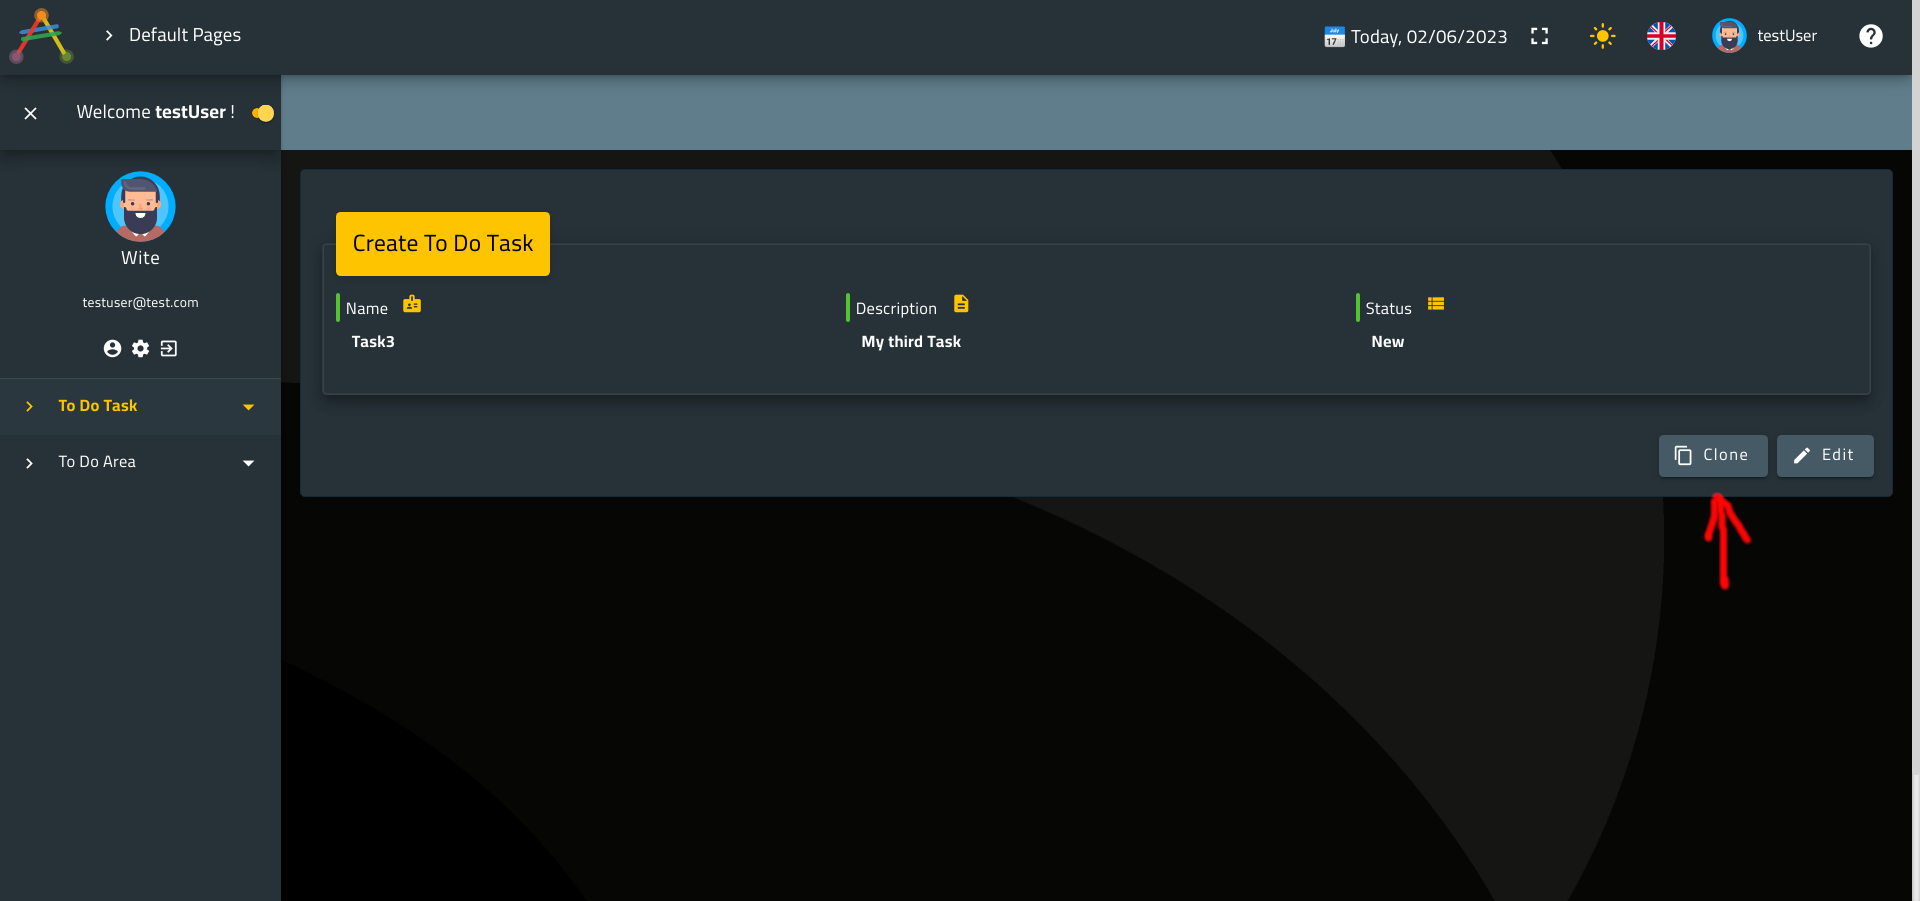 Default Pages
Today, 02/06/2023
testUser
Welcome testUser !
Wite
testuser@test.com
To Do Task
To Do Area
Create To Do Task
Name
Description
Status
Task3
My third Task
New
Clone
Edit